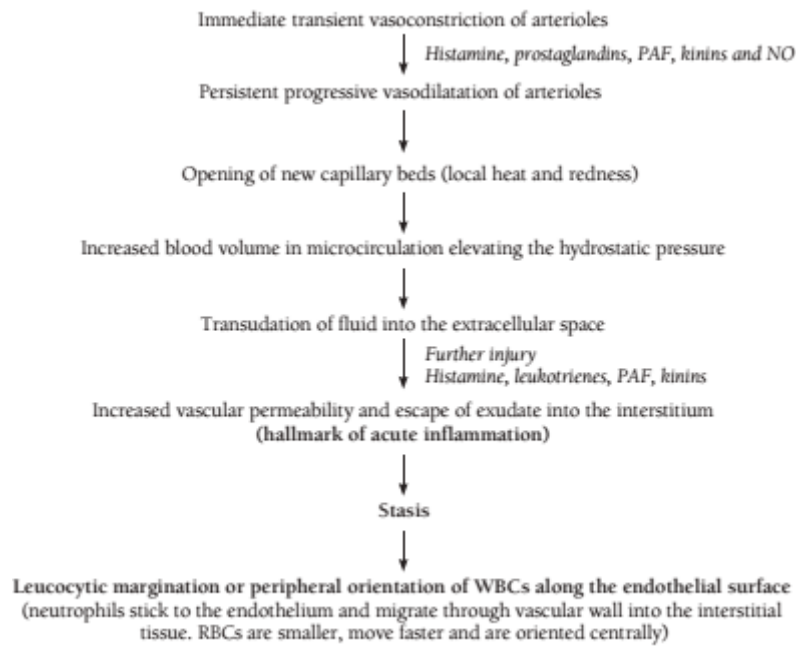 Immediate transient vasoconstriction of arterioles
Histamine, prostaglandins, PAF, kinins and NO
Persistent progressive vasodilatation of arterioles
Opening of new capillary beds (local heat and redness)
Increased blood volume in microcirculation elevating the hydrostatic pressure
Transudation of fluid into the extracellular space
Further injury
Histamine, leukotrienes, PAF, kinins
Increased vascular permeability and escape of exudate into the interstitium
(hallmark of acute inflammation)
Stasis
Leucocytic margination or peripheral orientation of WBCs along the endothelial surface
(neutrophils stick to the endothelium and migrate through vascular wall into the interstitial
tissue. RBCs are smaller, move faster and are oriented centrally)